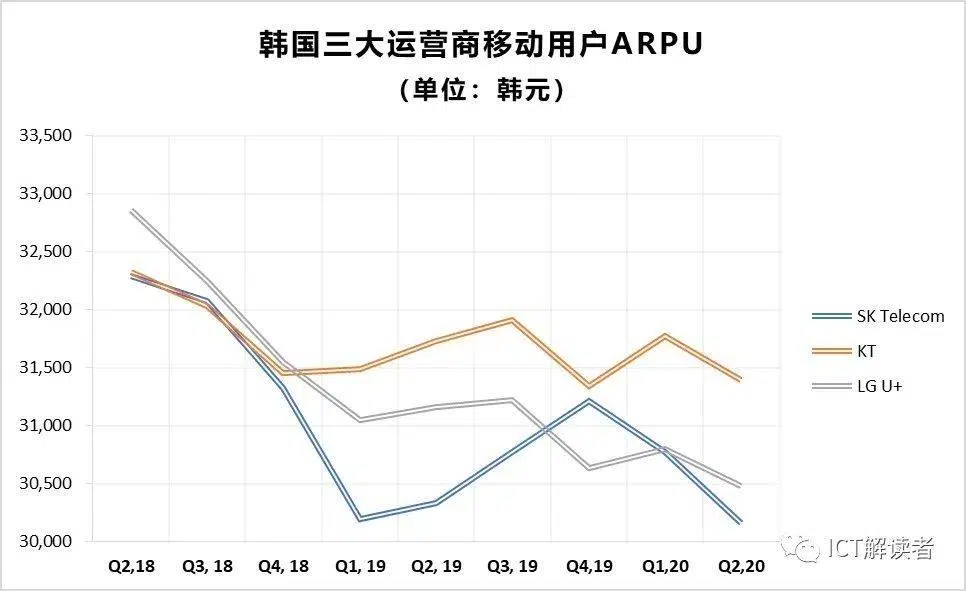 韩国三大运营商移动用户ARPU
（单位：韩元）
33,500
33,000
32,500
32,000
31,500
31,000
30,500
30,000
Q2,18 Q3, 18 Q4, 18 Q1, 19 Q2, 19 Q3, 19 Q4,19 Q1,20 Q2,20
SK Telecom
KT
LG U+
ICT解读者